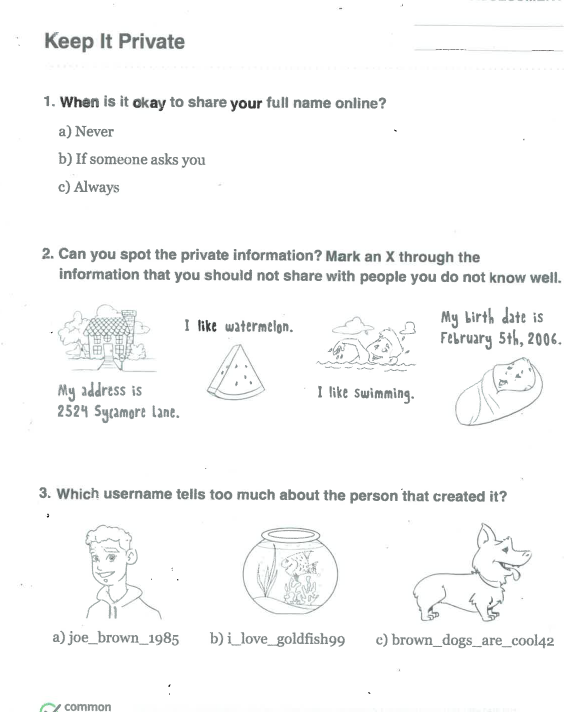 Keep It Private
1. When is it okay to share your full name online?
a) Never
b) If someone asks you
c) Always
2. Can you spot the private information? Mark an X through the
information that you should not share with people you do not know well.
My address is
2524 Sycamore Lane.
I like watermelon.
I like swimming.
My birth date is
February 5th, 2006.
3. Which username tells too much about the person that created it?
a) joe_brown_1985
b) i_love_goldfish99
c) brown_dogs_are_cool42
common